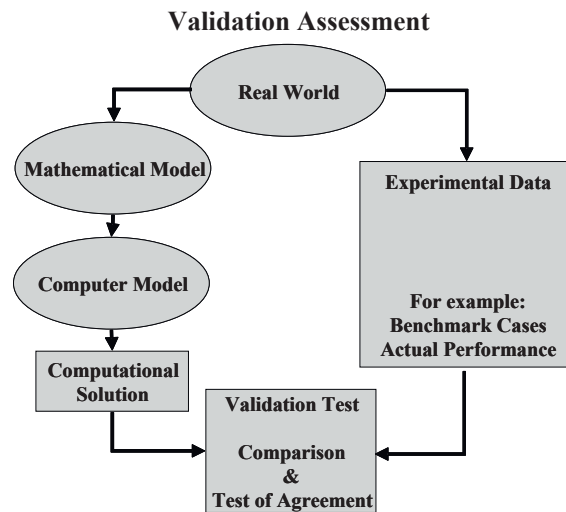 Validation Assessment
Real World
Mathematical Model
Computer Model
Computational
Solution
Experimental Data
For example:
Benchmark Cases
Actual Performance
Validation Test
Comparison
&
Test of Agreement